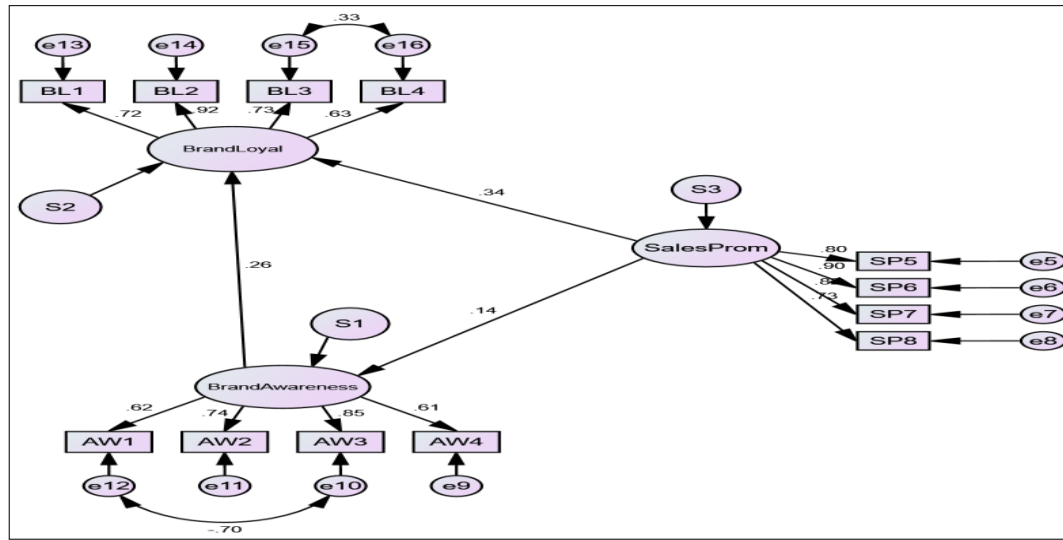 .33
e13 e14 e15 e16
BL1 BL2 BL3 BL4
.72 .92 .73 .63
BrandLoyal
S2
.34
S3
SalesProm
.80 SP5 e5
.90 SP6 e6
SP7 e7
.73 SP8 e8
.26
.14
S1
BrandAwareness
.62 .74 .85 .61
AW1 AW2 AW3 AW4
e12 e11 e10 e9
-.70